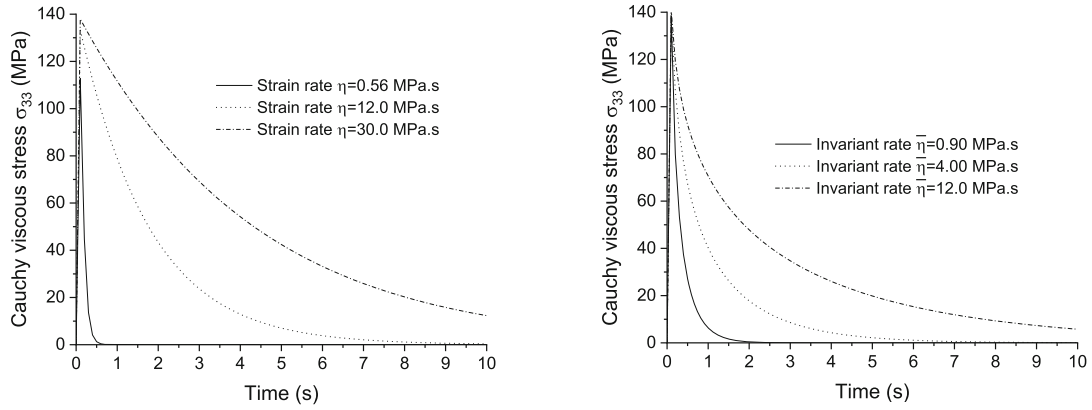 Cauchy viscous stress σ33 (MPa)
140
120
100
80
60
40
20
0
Strain rate η=0.56 MPa.s
Strain rate η=12.0 MPa.s
Strain rate η=30.0 MPa.s
0 1 2 3 4 5 6 7 8 9 10
Time (s)
Cauchy viscous stress σ33 (MPa)
140
120
100
80
60
40
20
0
Invariant rate η̅=0.90 MPa.s
Invariant rate η̅=4.00 MPa.s
Invariant rate η̅=12.0 MPa.s
0 1 2 3 4 5 6 7 8 9 10
Time (s)